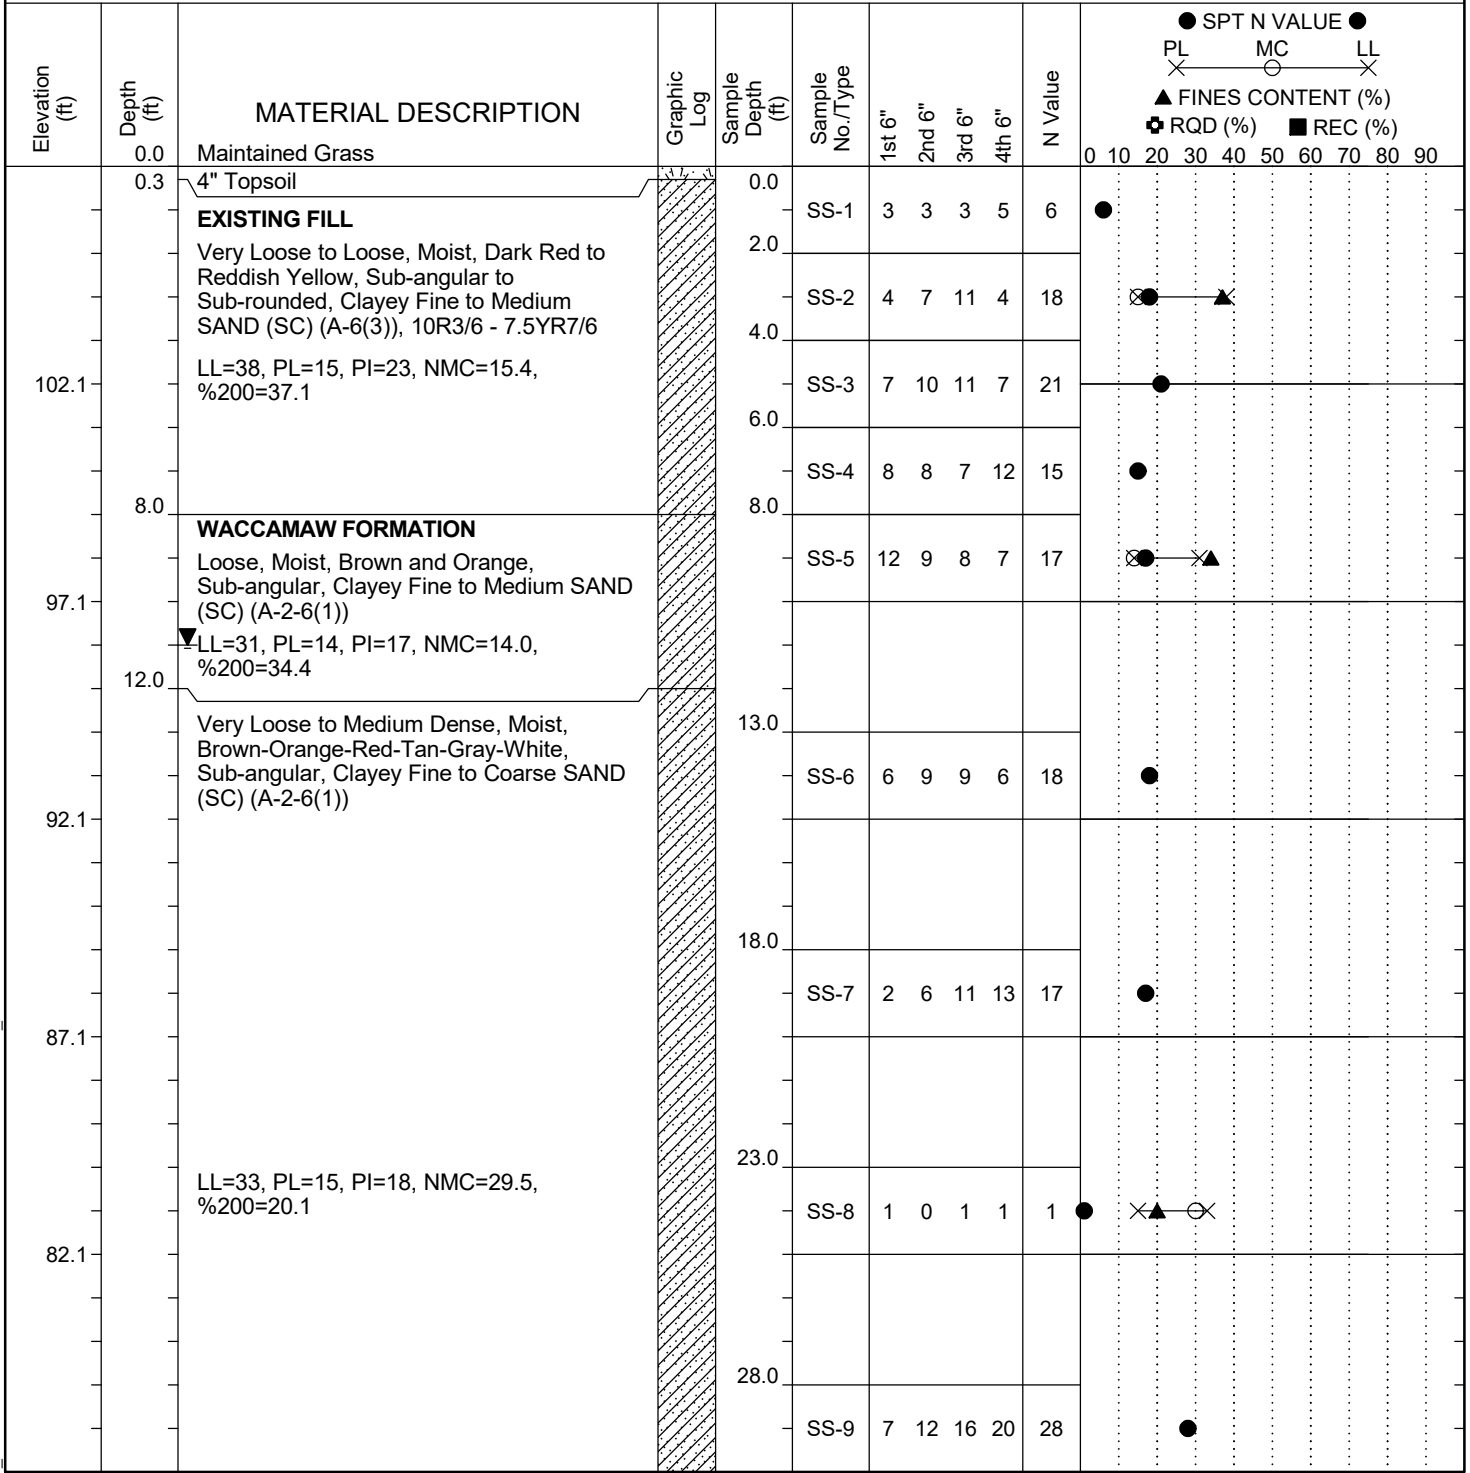 ● SPT N VALUE ●
PL MC LL
▲ FINES CONTENT (%)
RQD (%) ■ REC (%)
Elevation (ft)
Depth (ft)
MATERIAL DESCRIPTION
Graphic Log
Sample Depth (ft)
Sample No./Type
1st 6"
2nd 6"
3rd 6"
4th 6"
N Value
0 10 20 30 40 50 60 70 80 90
0.0 Maintained Grass
0.3 4" Topsoil 0.0
EXISTING FILL
SS-1 3 3 3 5 6
Very Loose to Loose, Moist, Dark Red to
Reddish Yellow, Sub-angular to
Sub-rounded, Clayey Fine to Medium
SAND (SC) (A-6(3)), 10R3/6 - 7.5YR7/6
2.0
SS-2 4 7 11 4 18
4.0
LL=38, PL=15, PI=23, NMC=15.4,
%200=37.1
102.1
SS-3 7 10 11 7 21
6.0
SS-4 8 8 7 12 15
8.0 8.0
WACCAMAW FORMATION
Loose, Moist, Brown and Orange,
Sub-angular, Clayey Fine to Medium SAND
(SC) (A-2-6(1))
SS-5 12 9 8 7 17
97.1
LL=31, PL=14, PI=17, NMC=14.0,
%200=34.4
12.0
Very Loose to Medium Dense, Moist,
Brown-Orange-Red-Tan-Gray-White,
Sub-angular, Clayey Fine to Coarse SAND
(SC) (A-2-6(1))
13.0
SS-6 6 9 9 6 18
92.1
18.0
SS-7 2 6 11 13 17
87.1
23.0
LL=33, PL=15, PI=18, NMC=29.5,
%200=20.1
SS-8 1 0 1 1 1
82.1
28.0
SS-9 7 12 16 20 28